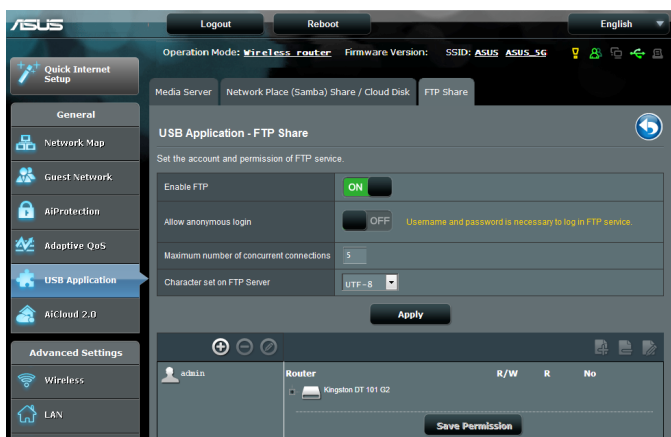 ASUS
Logout
Reboot
English
Operation Mode: Wireless router Firmware Version: SSID: ASUS ASUS_5G
Quick Internet
Setup
General
Network Map
Guest Network
AiProtection
Adaptive QoS
USB Application
AiCloud 2.0
Advanced Settings
Wireless
LAN
Media Server
Network Place (Samba) Share / Cloud Disk
FTP Share
USB Application - FTP Share
Set the account and permission of FTP service.
Enable FTP
ON
Allow anonymous login
OFF
Username and password is necessary to log in FTP service.
Maximum number of concurrent connections
5
Character set on FTP Server
UTF-8
Apply
admin
Router
R/W
R
No
Kingston DT 101 G2
Save Permission